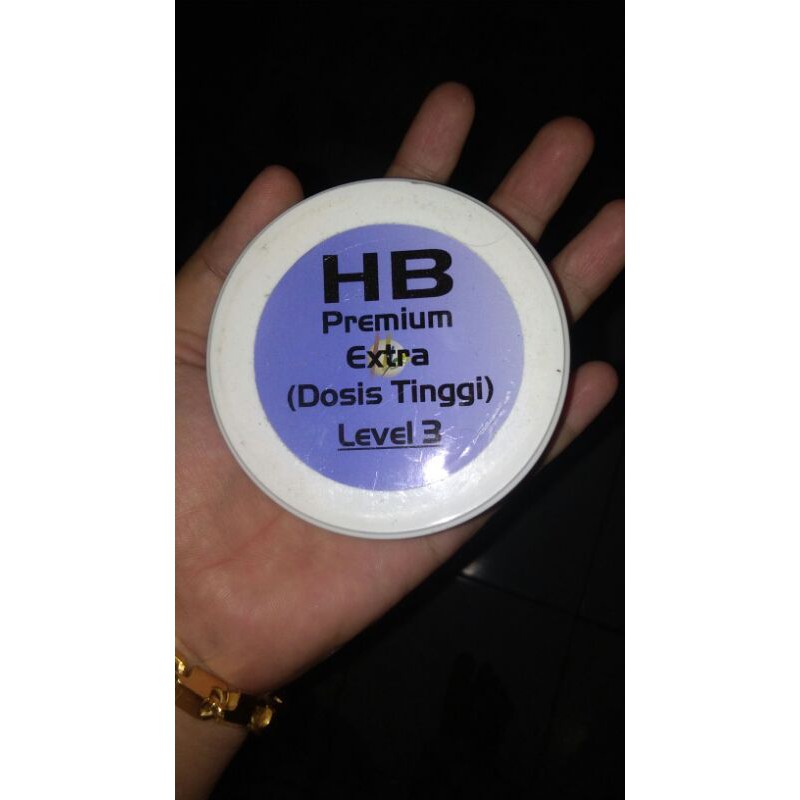 HB
Premium
Extra
(Dosis Tinggi)
Level 3